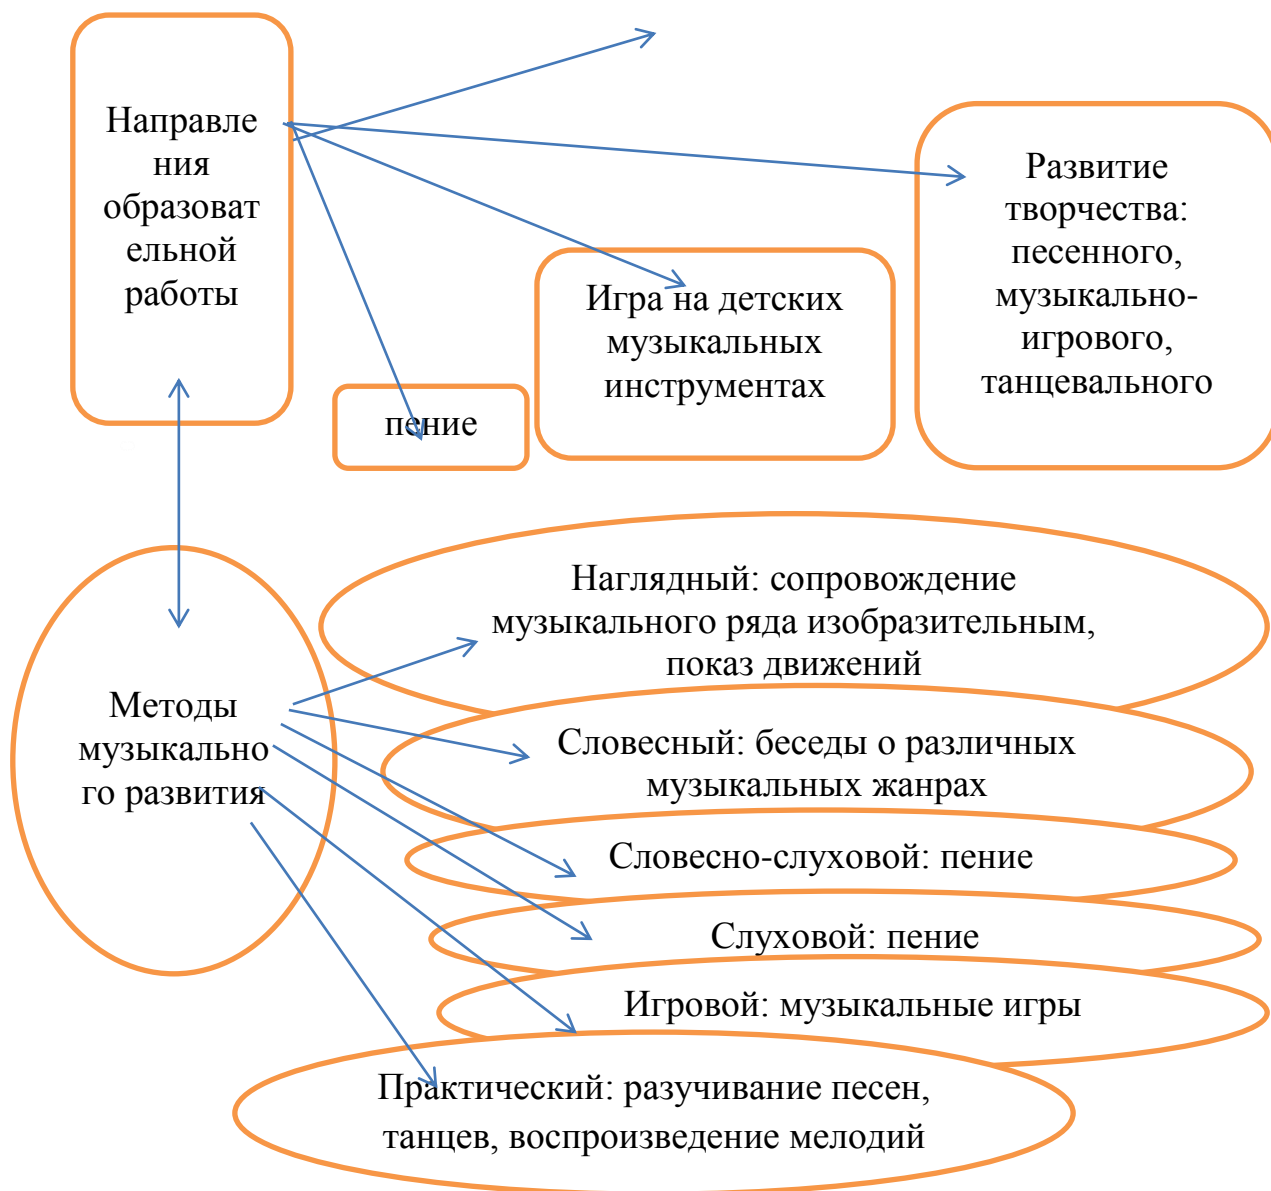 Направле
ния
образоват
ельной
работы
Развитие
творчества:
песенного,
музыкально-
игрового,
танцевального
Игра на детских
музыкальных
инструментах
пение
Методы
музыкально
го развития
Наглядный: сопровождение
музыкального ряда изобразительным,
показ движений
Словесный: беседы о различных
музыкальных жанрах
Словесно-слуховой: пение
Слуховой: пение
Игровой: музыкальные игры
Практический: разучивание песен,
танцев, воспроизведение мелодий